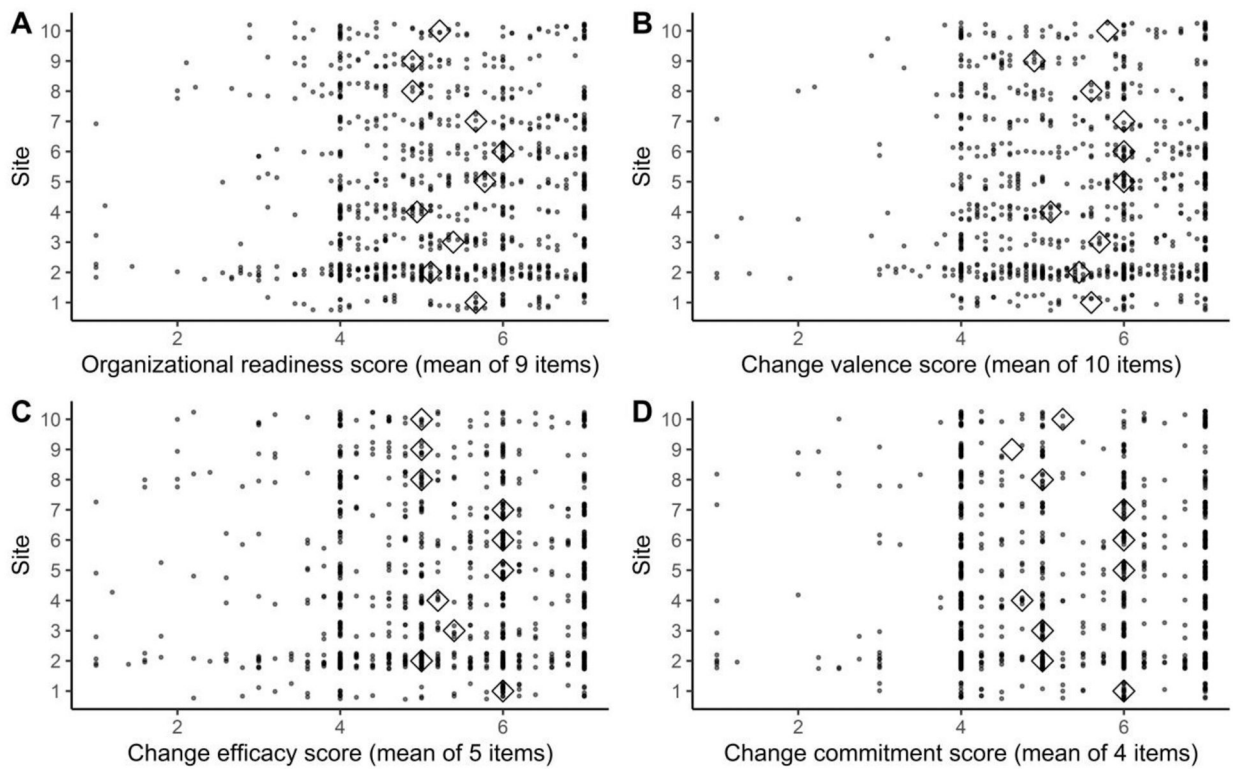 A
Site
10
9
8
7
6
5
4
3
2
1
2 4 6
Organizational readiness score (mean of 9 items)
B
Site
10
9
8
7
6
5
4
3
2
1
2 4 6
Change valence score (mean of 10 items)
C
Site
10
9
8
7
6
5
4
3
2
1
2 4 6
Change efficacy score (mean of 5 items)
D
Site
10
9
8
7
6
5
4
3
2
1
2 4 6
Change commitment score (mean of 4 items)